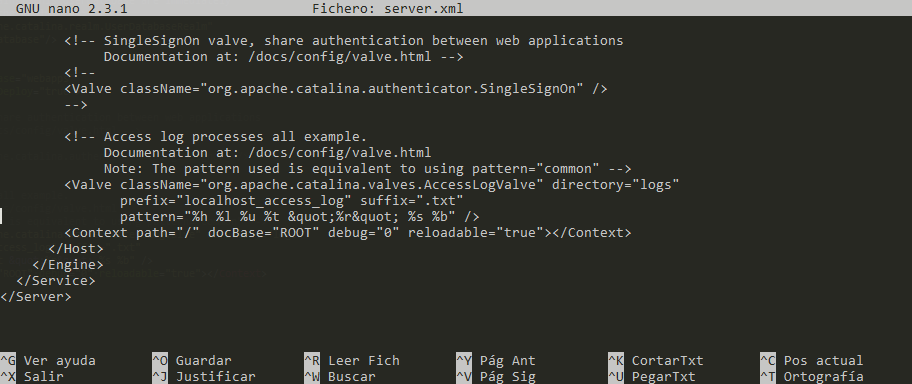 GNU nano 2.3.1 Fichero: server.xml
<!-- SingleSignOn valve, share authentication between web applications
Documentation at: /docs/config/valve.html -->
<!--
<Valve className="org.apache.catalina.authenticator.SingleSignOn" />
-->
<!-- Access log processes all example.
Documentation at: /docs/config/valve.html
Note: The pattern used is equivalent to using pattern="common" -->
<Valve className="org.apache.catalina.valves.AccessLogValve" directory="logs"
prefix="localhost_access_log" suffix=".txt"
pattern="%h %l %u %t &quot;%r&quot; %s %b" />
<Context path="/" docBase="ROOT" debug="0" reloadable="true"></Context>
</Host>
</Engine>
</Service>
</Server>
^G Ver ayuda ^O Guardar ^R Leer Fich ^Y Pág Ant ^K CortarTxt ^C Pos actual
^X Salir ^J Justificar ^W Buscar ^V Pág Sig ^U PegarTxt ^T Ortografía